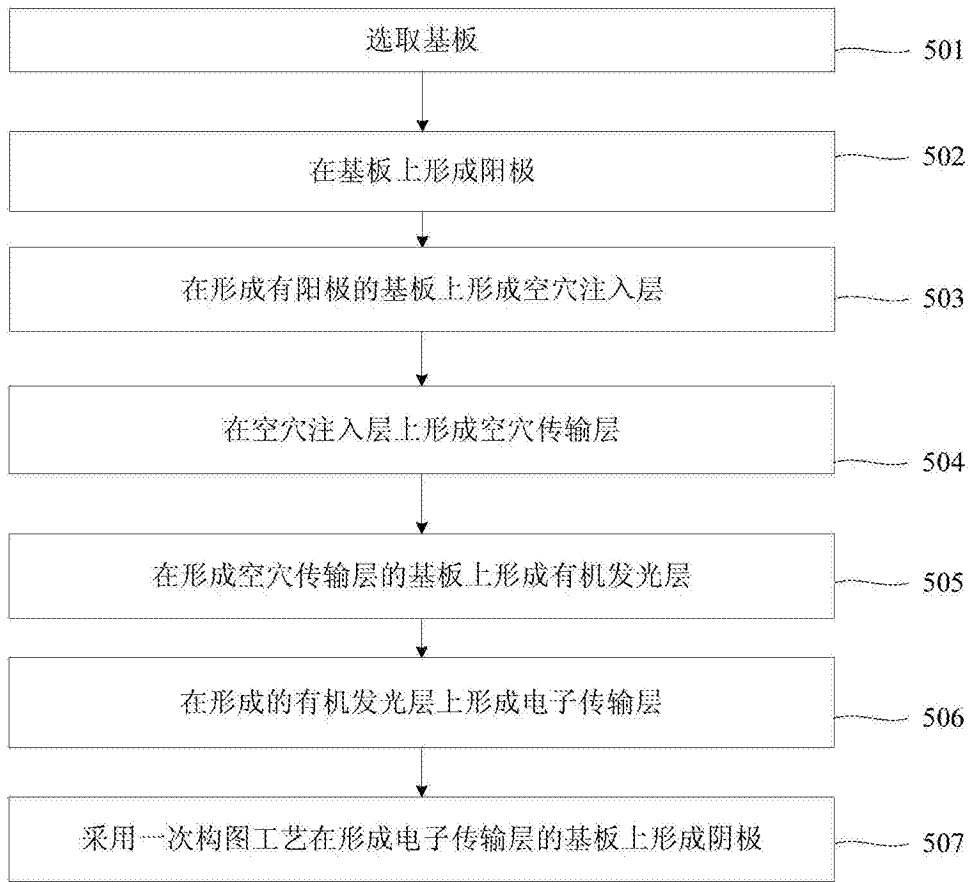 选取基板
501
在基板上形成阳极
502
在形成有阳极的基板上形成空穴注入层
503
在空穴注入层上形成空穴传输层
504
在形成空穴传输层的基板上形成有机发光层
505
在形成的有机发光层上形成电子传输层
506
采用一次构图工艺在形成电子传输层的基板上形成阴极
507